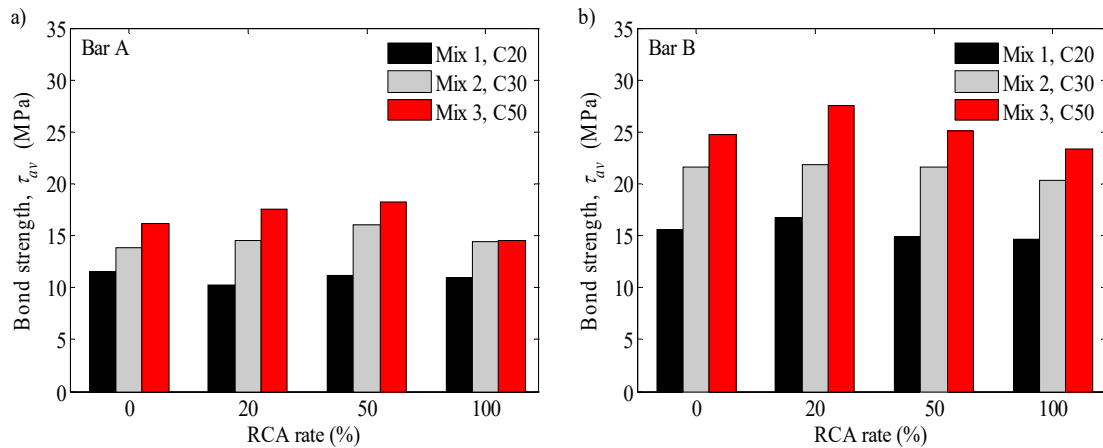 a)
Bar A
Mix 1, C20
Mix 2, C30
Mix 3, C50
Bond strength, τav (MPa)
35
30
25
20
15
10
5
0
0 20 50 100
RCA rate (%)
b)
Bar B
Mix 1, C20
Mix 2, C30
Mix 3, C50
Bond strength, τav (MPa)
35
30
25
20
15
10
5
0
0 20 50 100
RCA rate (%)